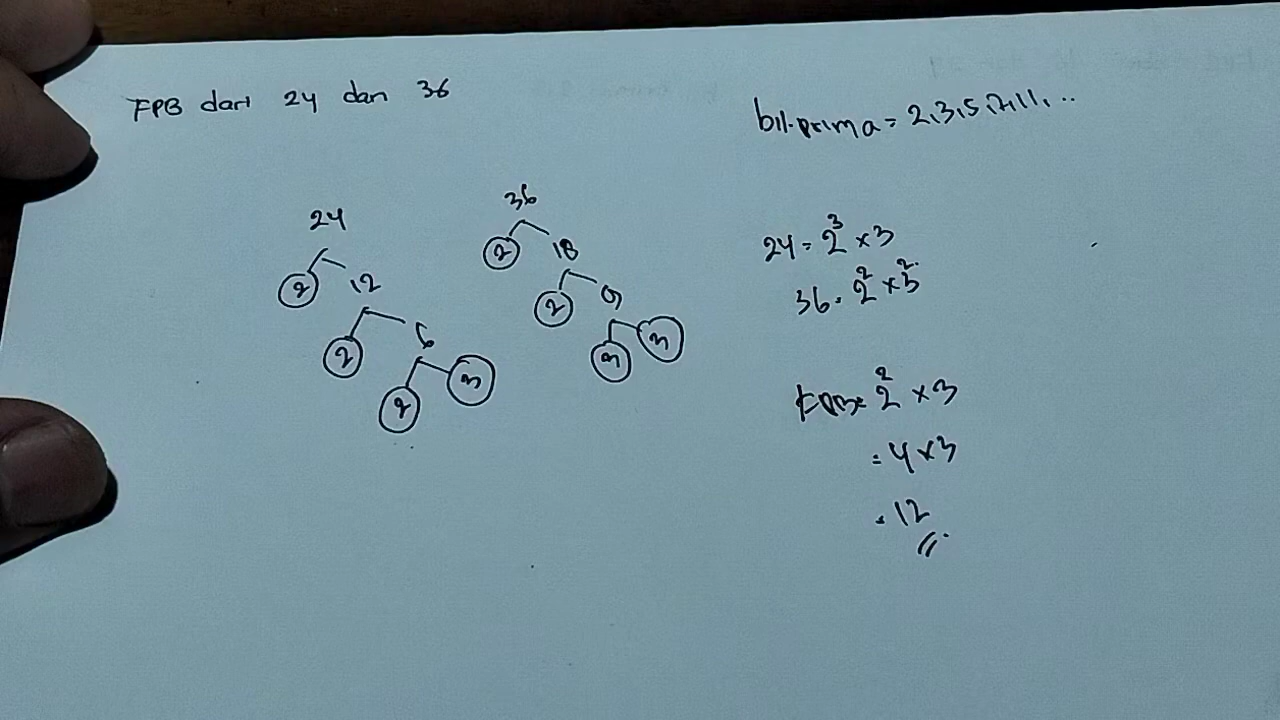 FPB dari 24 dan 36
bil.prima = 2,3,5,7,11,...
24
2 12
2 6
2 3
36
2 18
2 9
3 3
24 = 2³ × 3
36 = 2² × 3²
FPB = 2² × 3
= 4 × 3
= 12